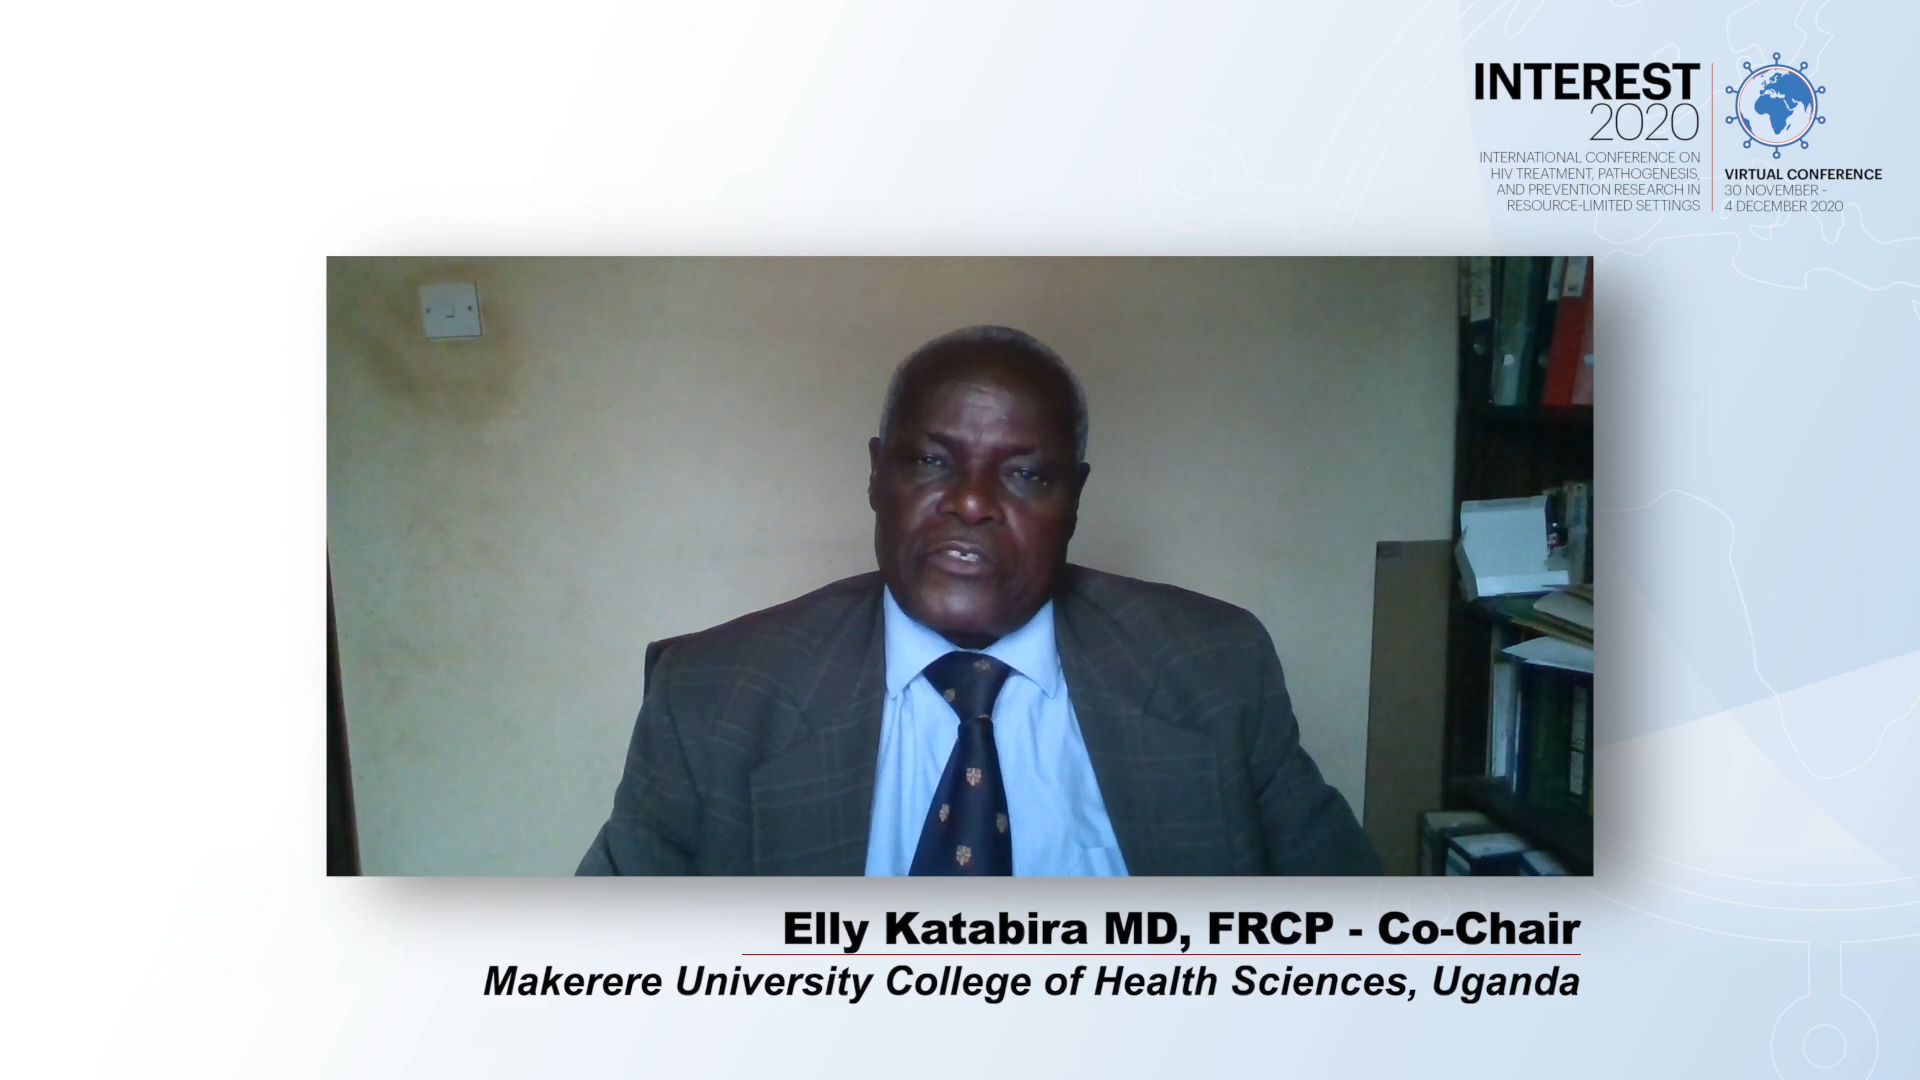 INTEREST
2020
INTERNATIONAL CONFERENCE ON
HIV TREATMENT, PATHOGENESIS,
AND PREVENTION RESEARCH IN
RESOURCE-LIMITED SETTINGS
VIRTUAL CONFERENCE
30 NOVEMBER -
4 DECEMBER 2020
Elly Katabira MD, FRCP - Co-Chair
Makerere University College of Health Sciences, Uganda